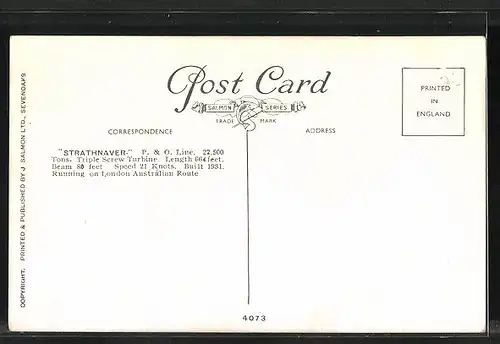 Post Card
SALMON SERIES
TRADE MARK
CORRESPONDENCE
ADDRESS
PRINTED
IN
ENGLAND
"STRATHNAVER." P. & O. Line. 22,500
Tons. Triple Screw Turbine Length 664 feet.
Beam 80 feet Speed 21 Knots. Built 1931.
Running on London Australian Route
COPYRIGHT. PRINTED & PUBLISHED BY J SALMON LTD., SEVENOAKS
4073